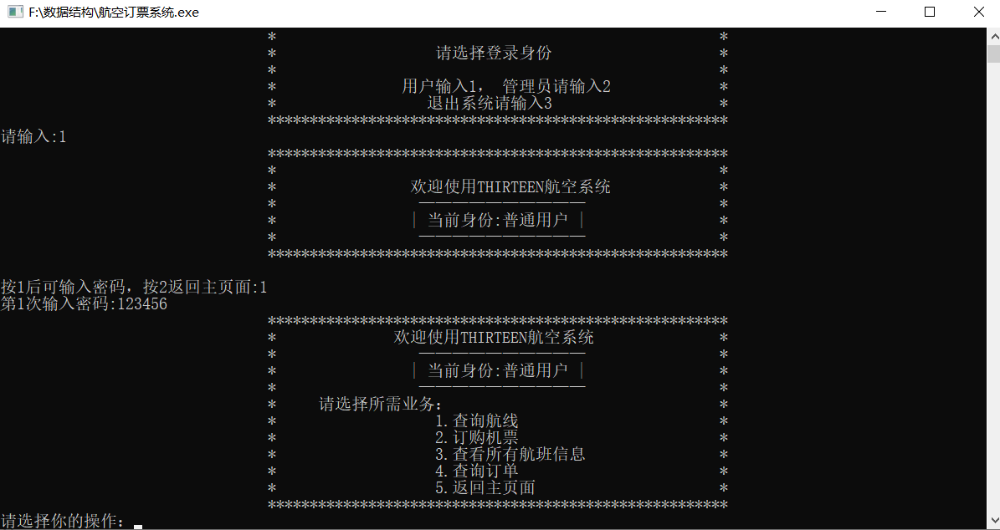 F:\数据结构\航空订票系统.exe
* *
* 请选择登录身份 *
* *
* 用户输入1， 管理员请输入2 *
* 退出系统请输入3 *
*******************************************************
请输入:1
*******************************************************
* *
* 欢迎使用THIRTEEN航空系统 *
* —————————— *
* | 当前身份:普通用户 | *
* —————————— *
*******************************************************
按1后可输入密码，按2返回主页面:1
第1次输入密码:123456
*******************************************************
* 欢迎使用THIRTEEN航空系统 *
* —————————— *
* | 当前身份:普通用户 | *
* —————————— *
* 请选择所需业务： *
* 1.查询航线 *
* 2.订购机票 *
* 3.查看所有航班信息 *
* 4.查询订单 *
* 5.返回主页面 *
*******************************************************
请选择你的操作：